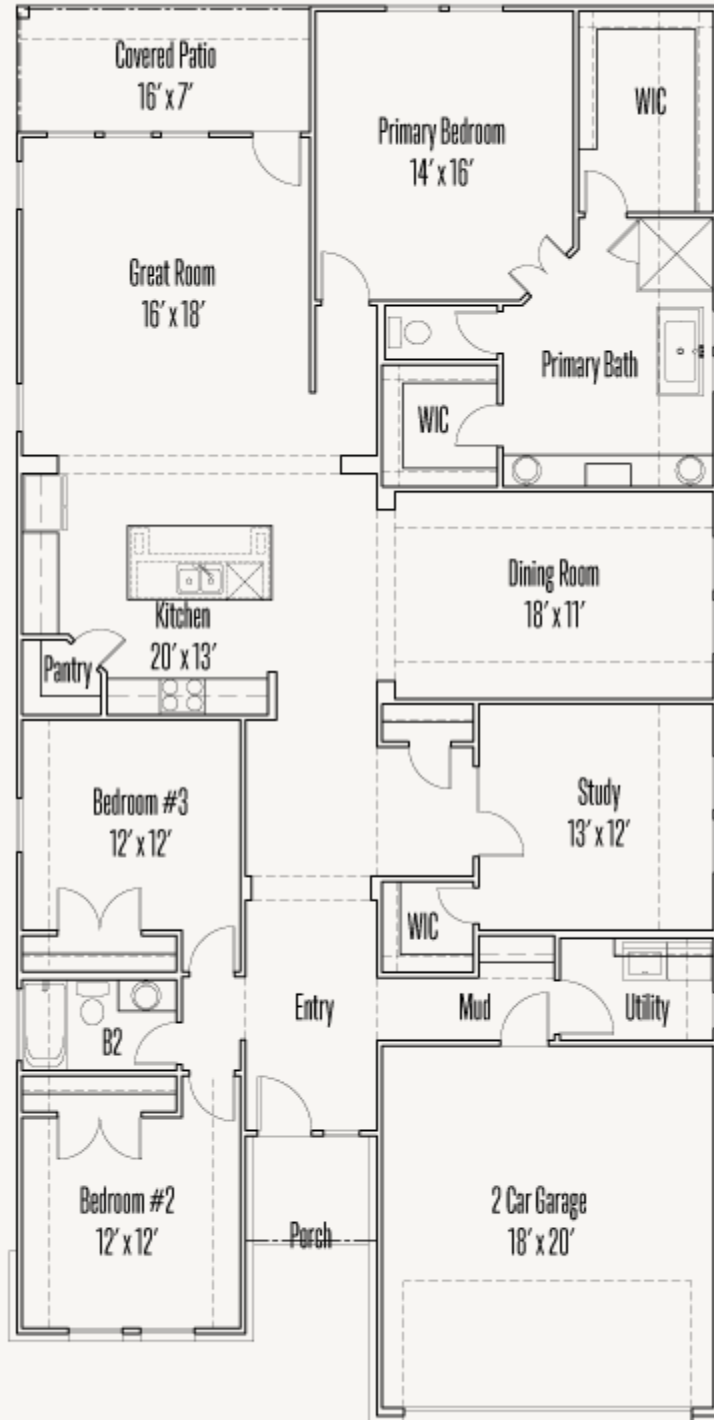 Covered Patio
16' x 7'
Primary Bedroom
14' x 16'
WIC
Great Room
16' x 18'
Primary Bath
WIC
Dining Room
18' x 11'
Kitchen
20' x 13'
Pantry
Bedroom #3
12' x 12'
Study
13' x 12'
WIC
Entry
Mud
Utility
B2
Bedroom #2
12' x 12'
Porch
2 Car Garage
18' x 20'